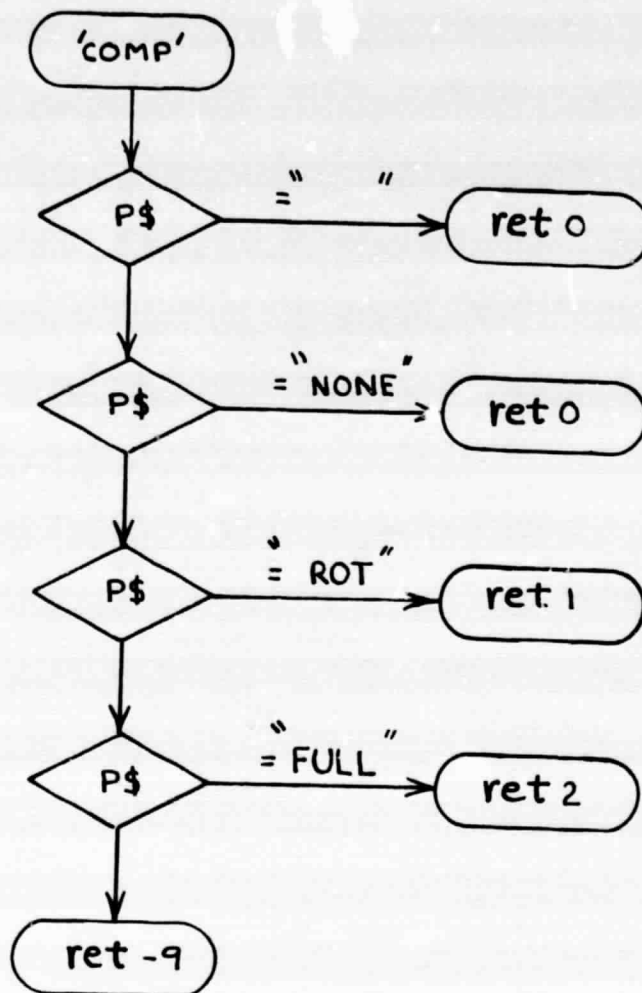 'COMP'
P$ =" " ret 0
P$ ="NONE" ret 0
P$ ="ROT" ret 1
P$ ="FULL" ret 2
ret -9